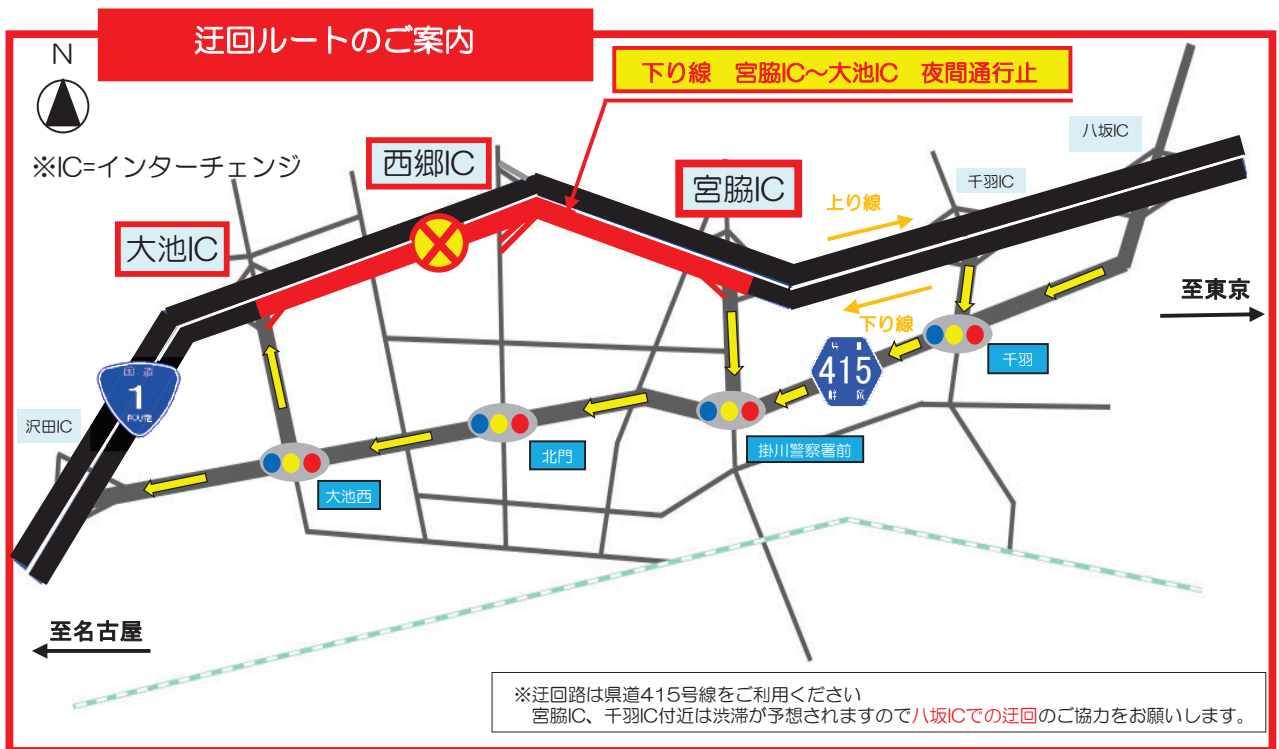 迂回ルートのご案内
N
下り線 宮脇IC～大池IC 夜間通行止
八坂IC
※IC=インターチェンジ
西郷IC
宮脇IC
千羽IC
上り線
大池IC
至東京
下り線
千羽
415
国道
1
ROUTE
沢田IC
北門
掛川警察署前
大池西
至名古屋
※迂回路は県道415号線をご利用ください
宮脇IC、千羽IC付近は渋滞が予想されますので八坂ICでの迂回のご協力をお願いします。